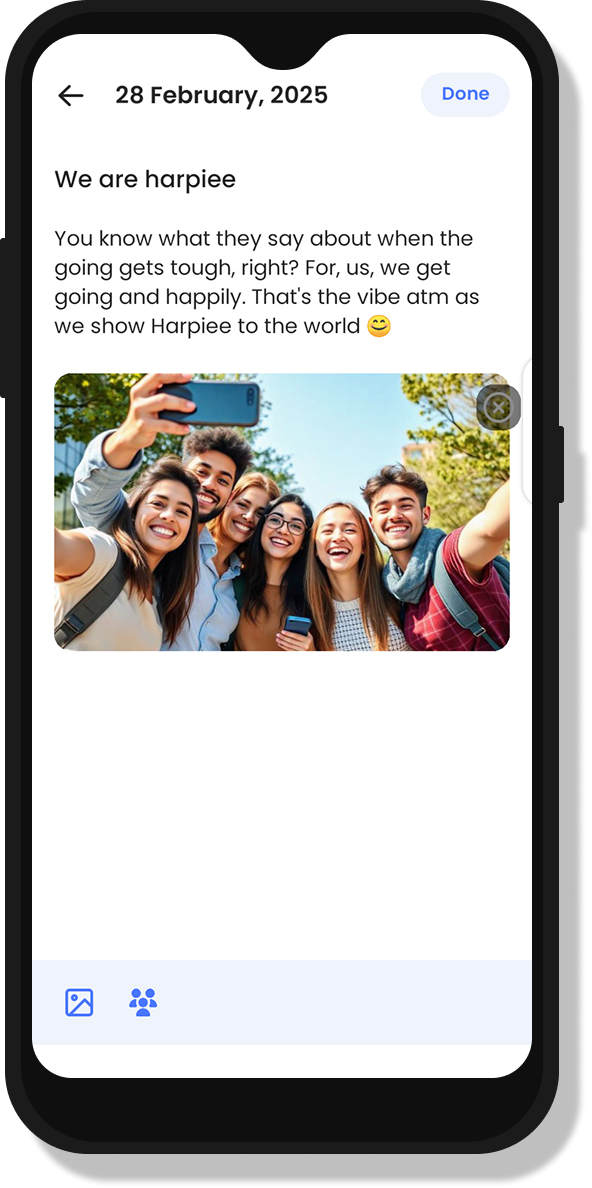 28 February, 2025
Done
We are harpiee
You know what they say about when the
going gets tough, right? For, us, we get
going and happily. That's the vibe atm as
we show Harpiee to the world 😊